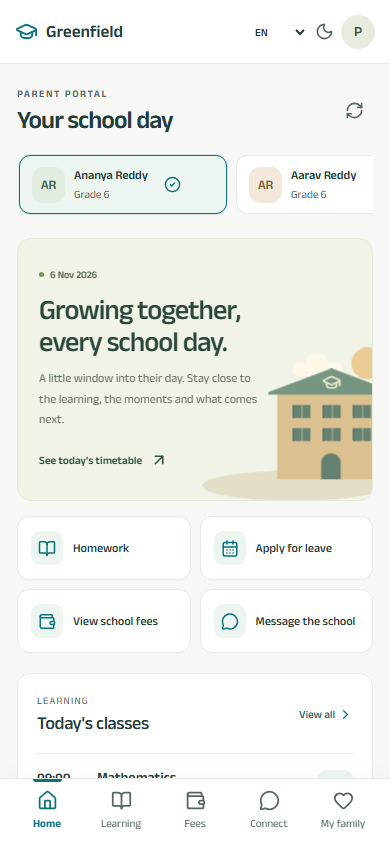 Greenfield
EN
P
PARENT PORTAL
Your school day
AR
Ananya Reddy
Grade 6
AR
Aarav Reddy
Grade 6
6 Nov 2026
Growing together,
every school day.
A little window into their day. Stay close to
the learning, the moments and what comes
next.
See today's timetable
Homework
Apply for leave
View school fees
Message the school
LEARNING
Today's classes
View all
09:00
Mathematics
Home
Learning
Fees
Connect
My family